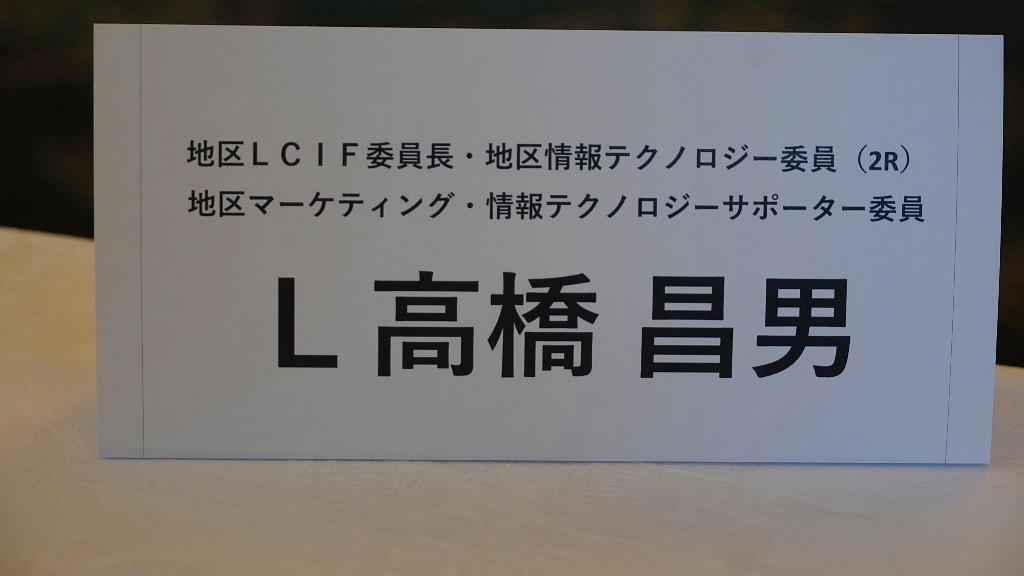 地区ＬＣＩＦ委員長・地区情報テクノロジー委員（2R）
地区マーケティング・情報テクノロジーサポーター委員
Ｌ 高橋 昌男